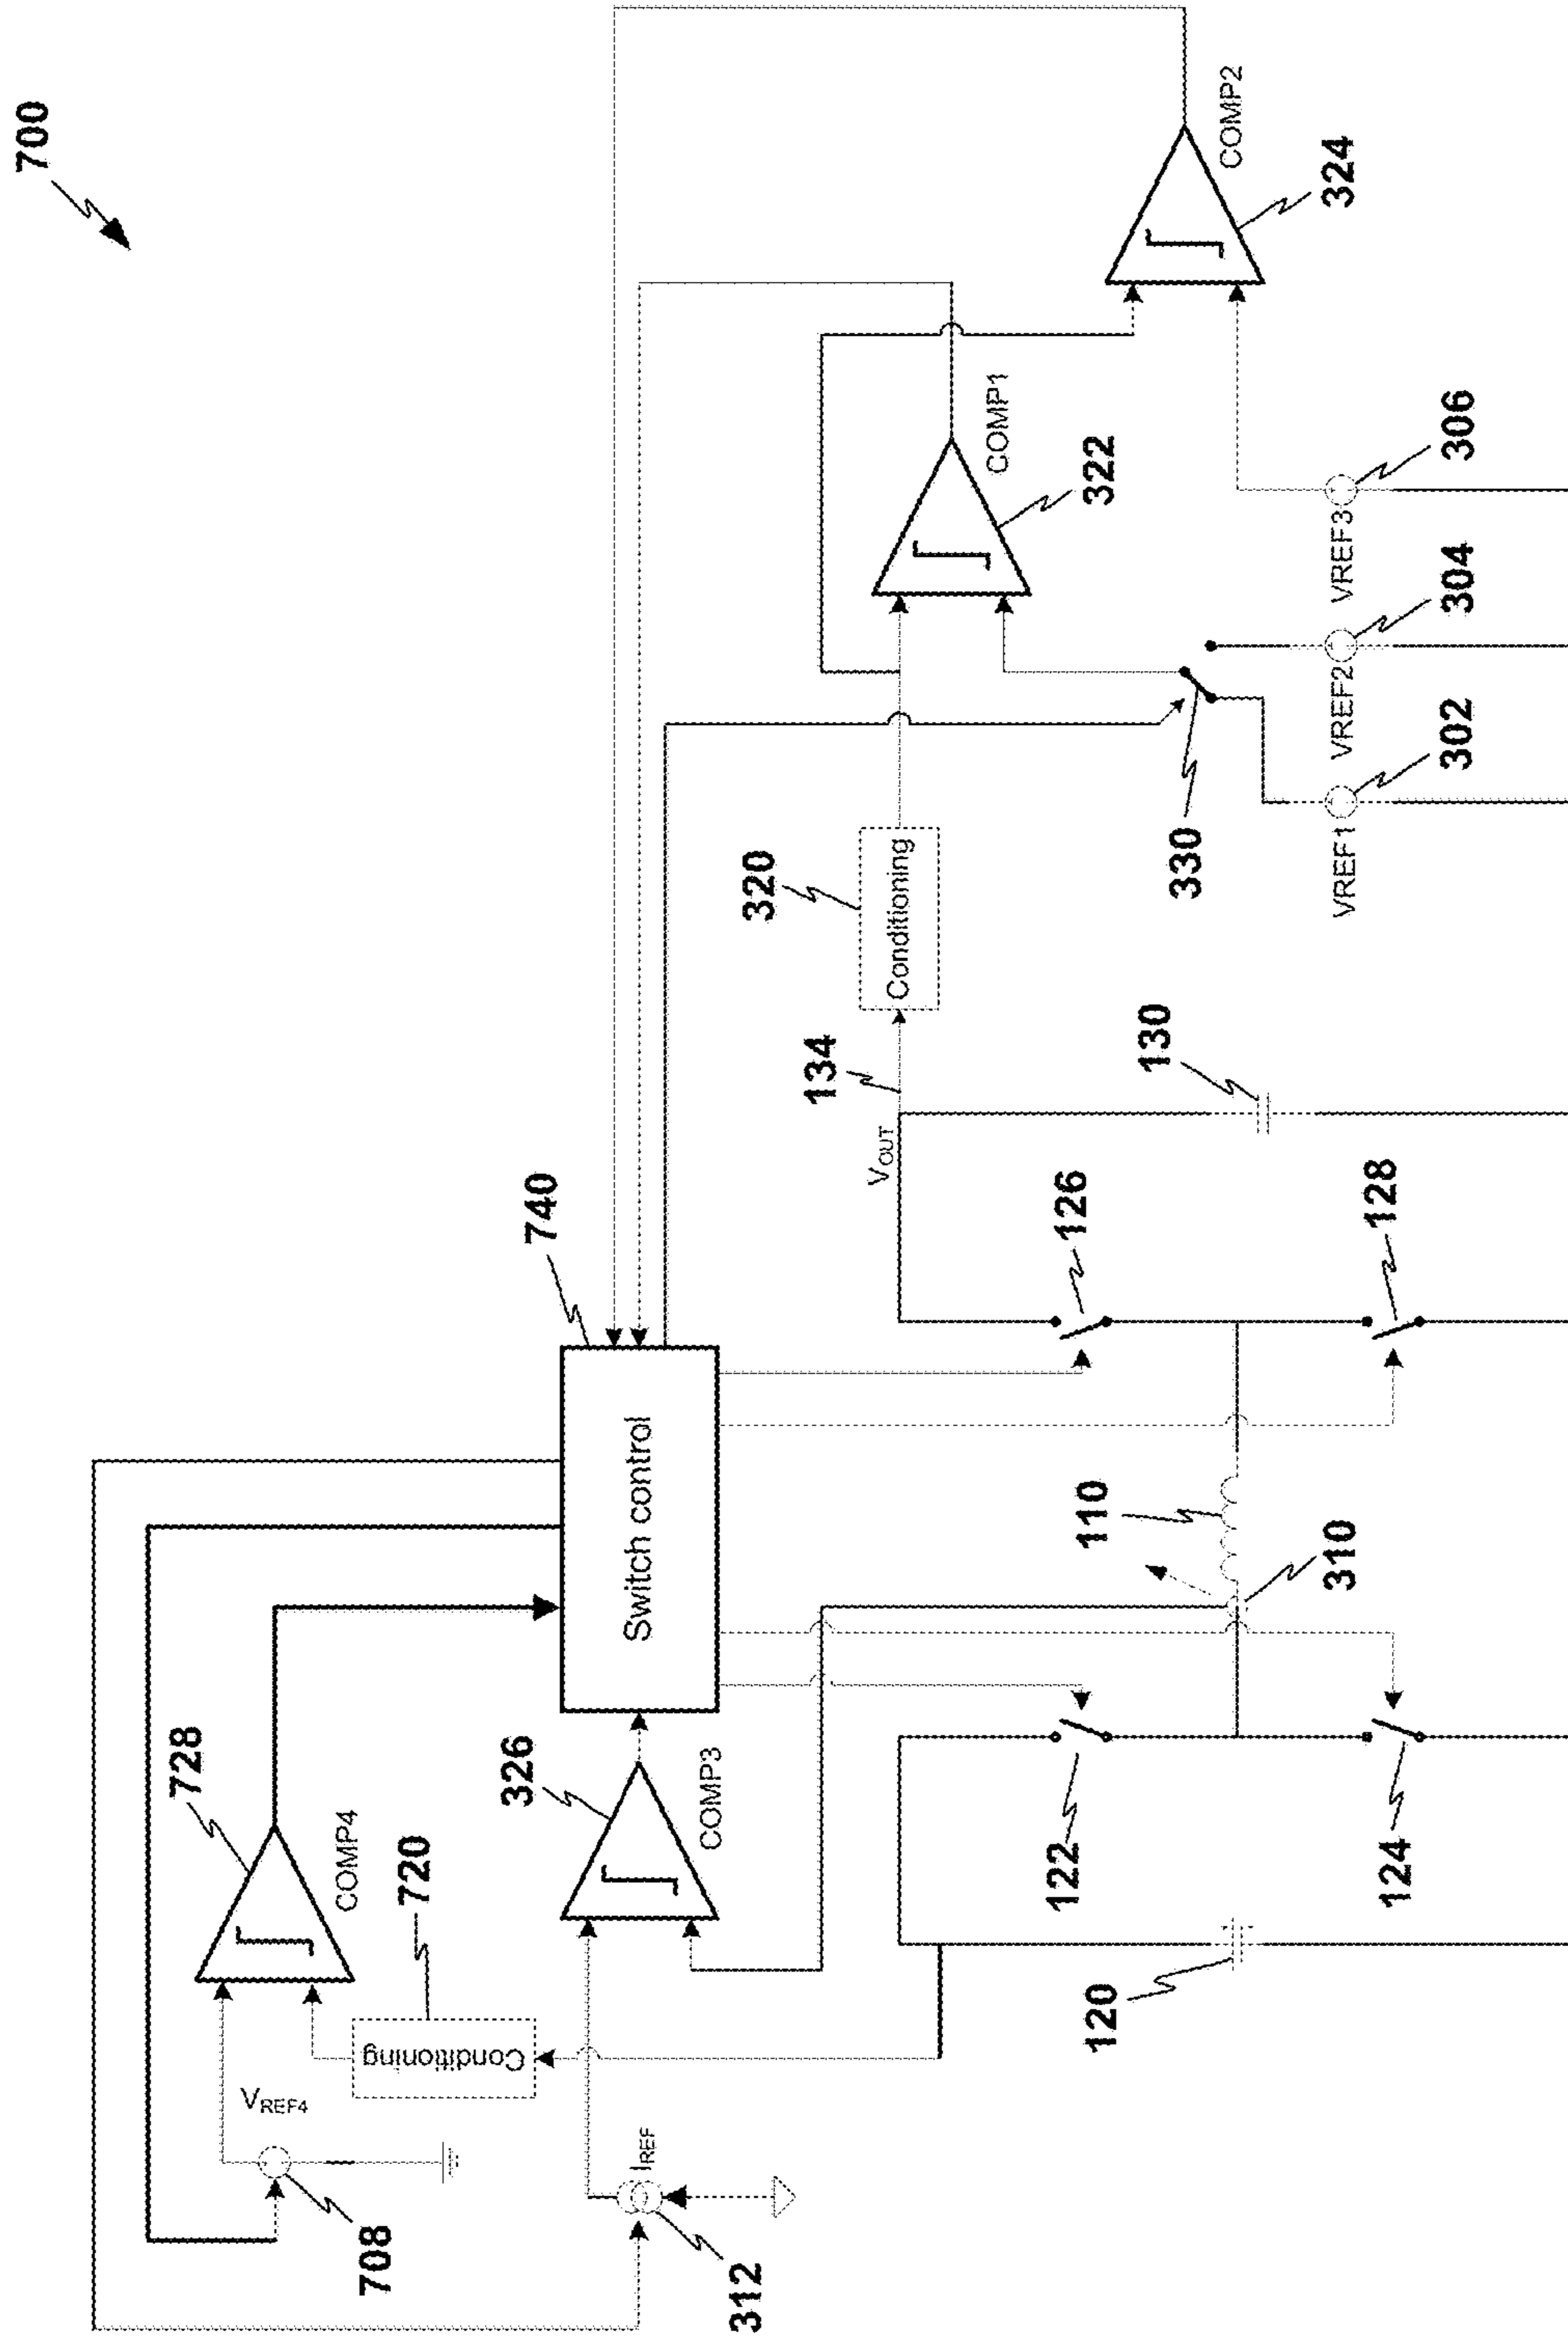 700
708
VREF4
728
COMP4
720
Conditioning
312
IREF
326
COMP3
740
Switch control
134
VOUT
320
Conditioning
322
COMP1
324
COMP2
120
122
124
110
310
126
128
130
330
VREF1
302
VREF2
304
VREF3
306